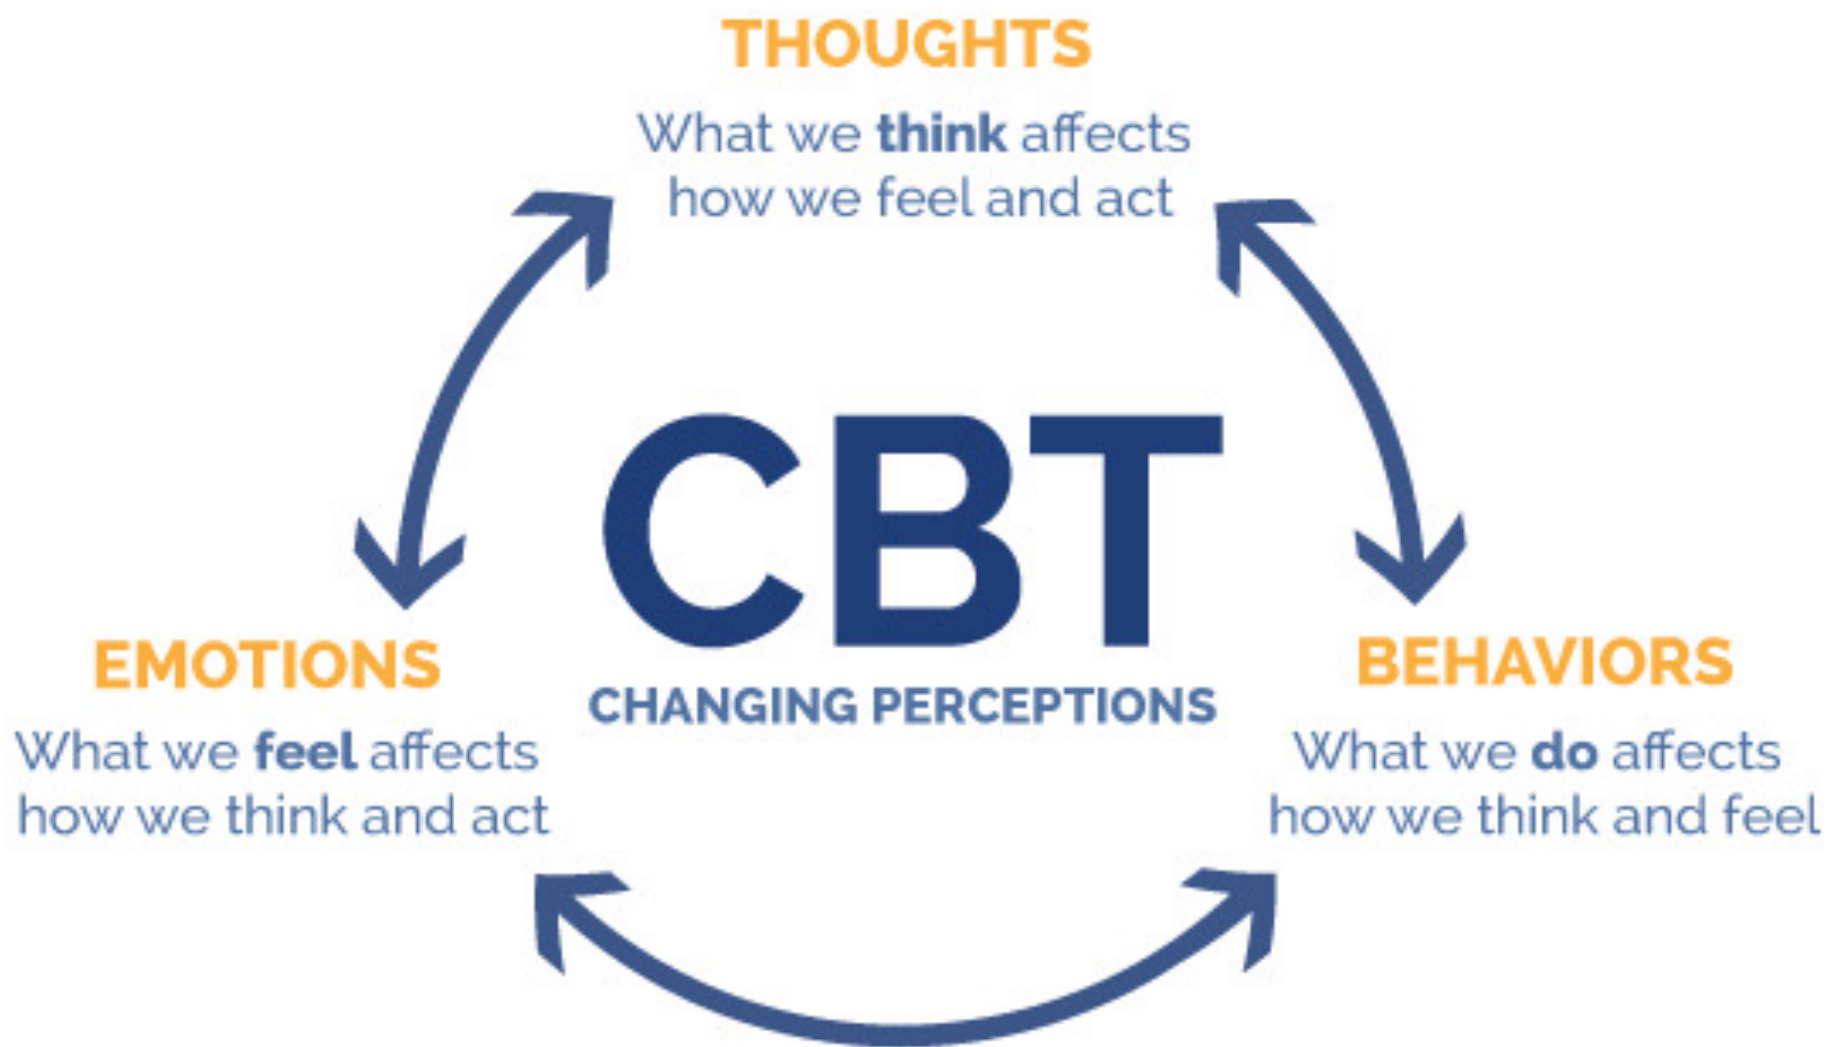 THOUGHTS
What we think affects
how we feel and act
CBT
CHANGING PERCEPTIONS
EMOTIONS
What we feel affects
how we think and act
BEHAVIORS
What we do affects
how we think and feel